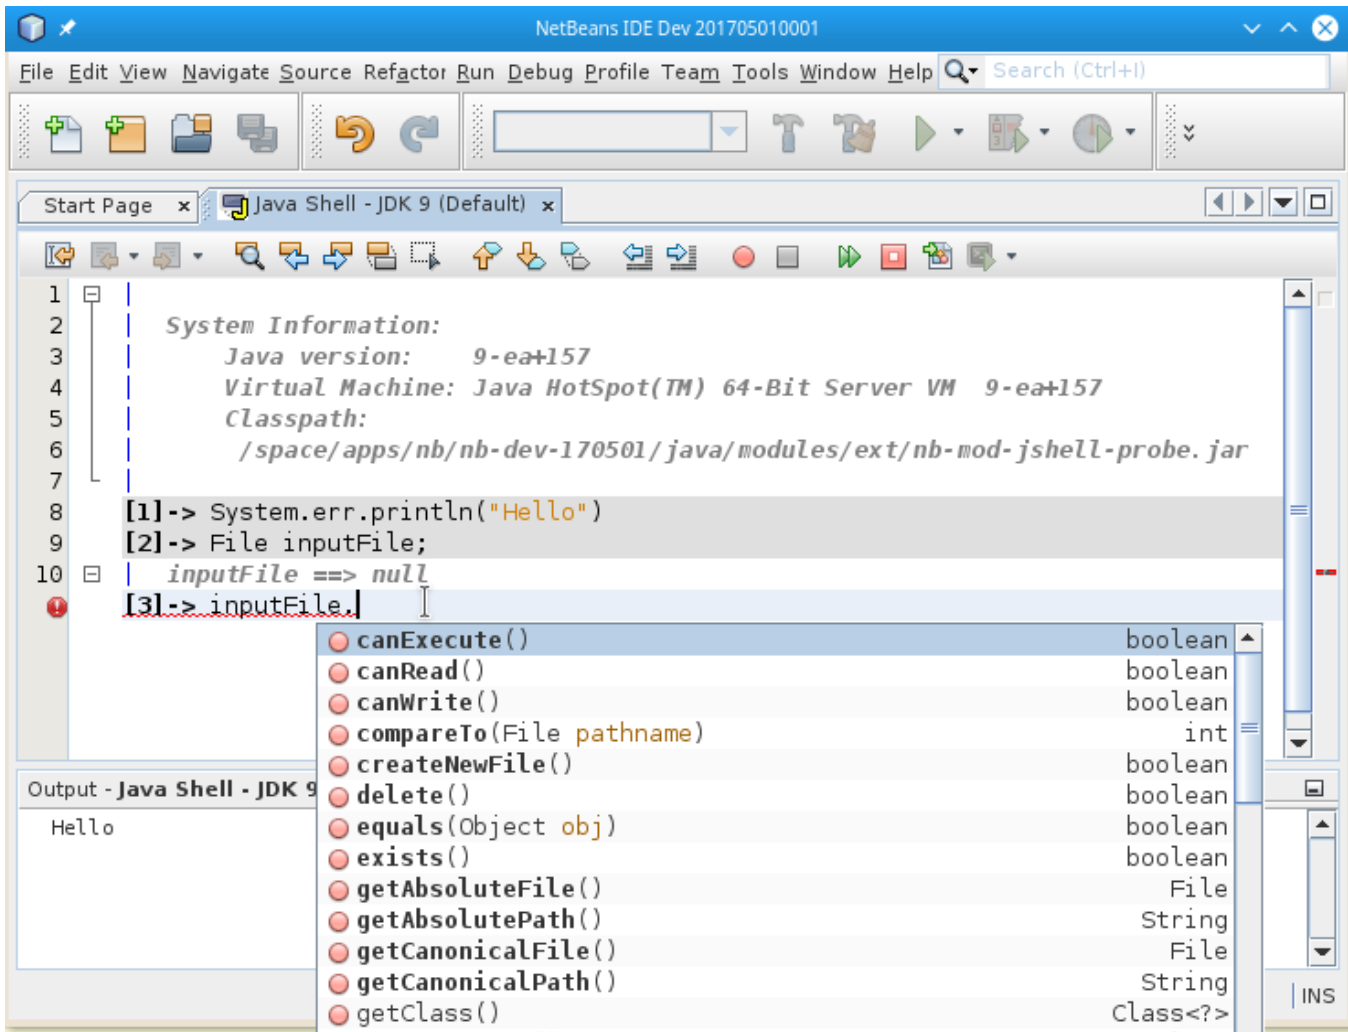 NetBeans IDE Dev 201705010001
File Edit View Navigate Source Refactor Run Debug Profile Team Tools Window Help Search (Ctrl+I)
Start Page Java Shell - JDK 9 (Default)
1
2 System Information:
3 Java version: 9-ea+157
4 Virtual Machine: Java HotSpot(TM) 64-Bit Server VM 9-ea+157
5 Classpath:
6 /space/apps/nb/nb-dev-170501/java/modules/ext/nb-mod-jshell-probe.jar
7
8 [1]-> System.err.println("Hello")
9 [2]-> File inputFile;
10 | inputFile ==> null
[3]-> inputFile.
canExecute() boolean
canRead() boolean
canWrite() boolean
compareTo(File pathname) int
createNewFile() boolean
delete() boolean
equals(Object obj) boolean
exists() boolean
getAbsoluteFile() File
getAbsolutePath() String
getCanonicalFile() File
getCanonicalPath() String
getClass() Class<?>
Output - Java Shell - JDK 9
Hello
INS